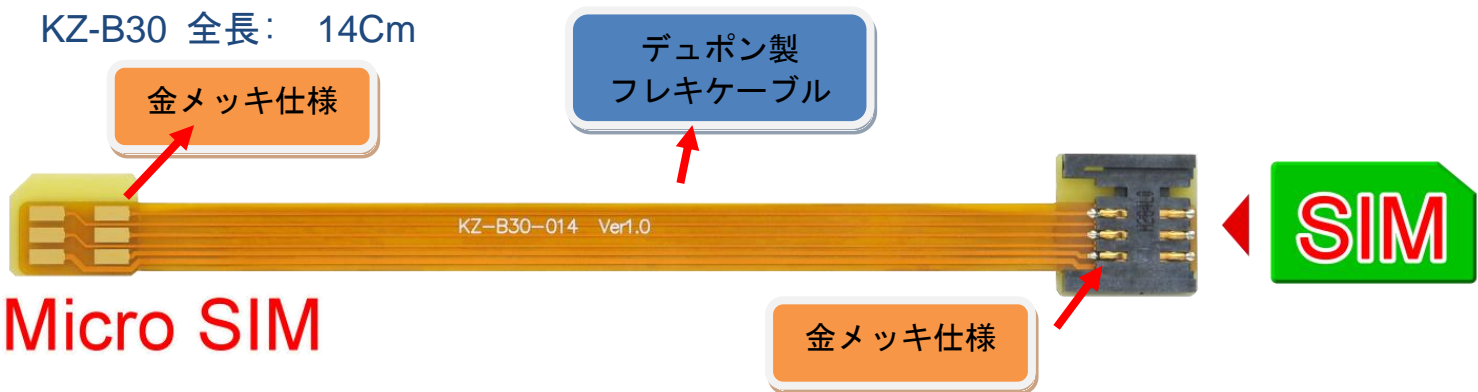 KZ-B30 全長: 14Cm
デュポン製
フレキケーブル
金メッキ仕様
KZ-B30-014 Ver1.0
SIM
Micro SIM
金メッキ仕様